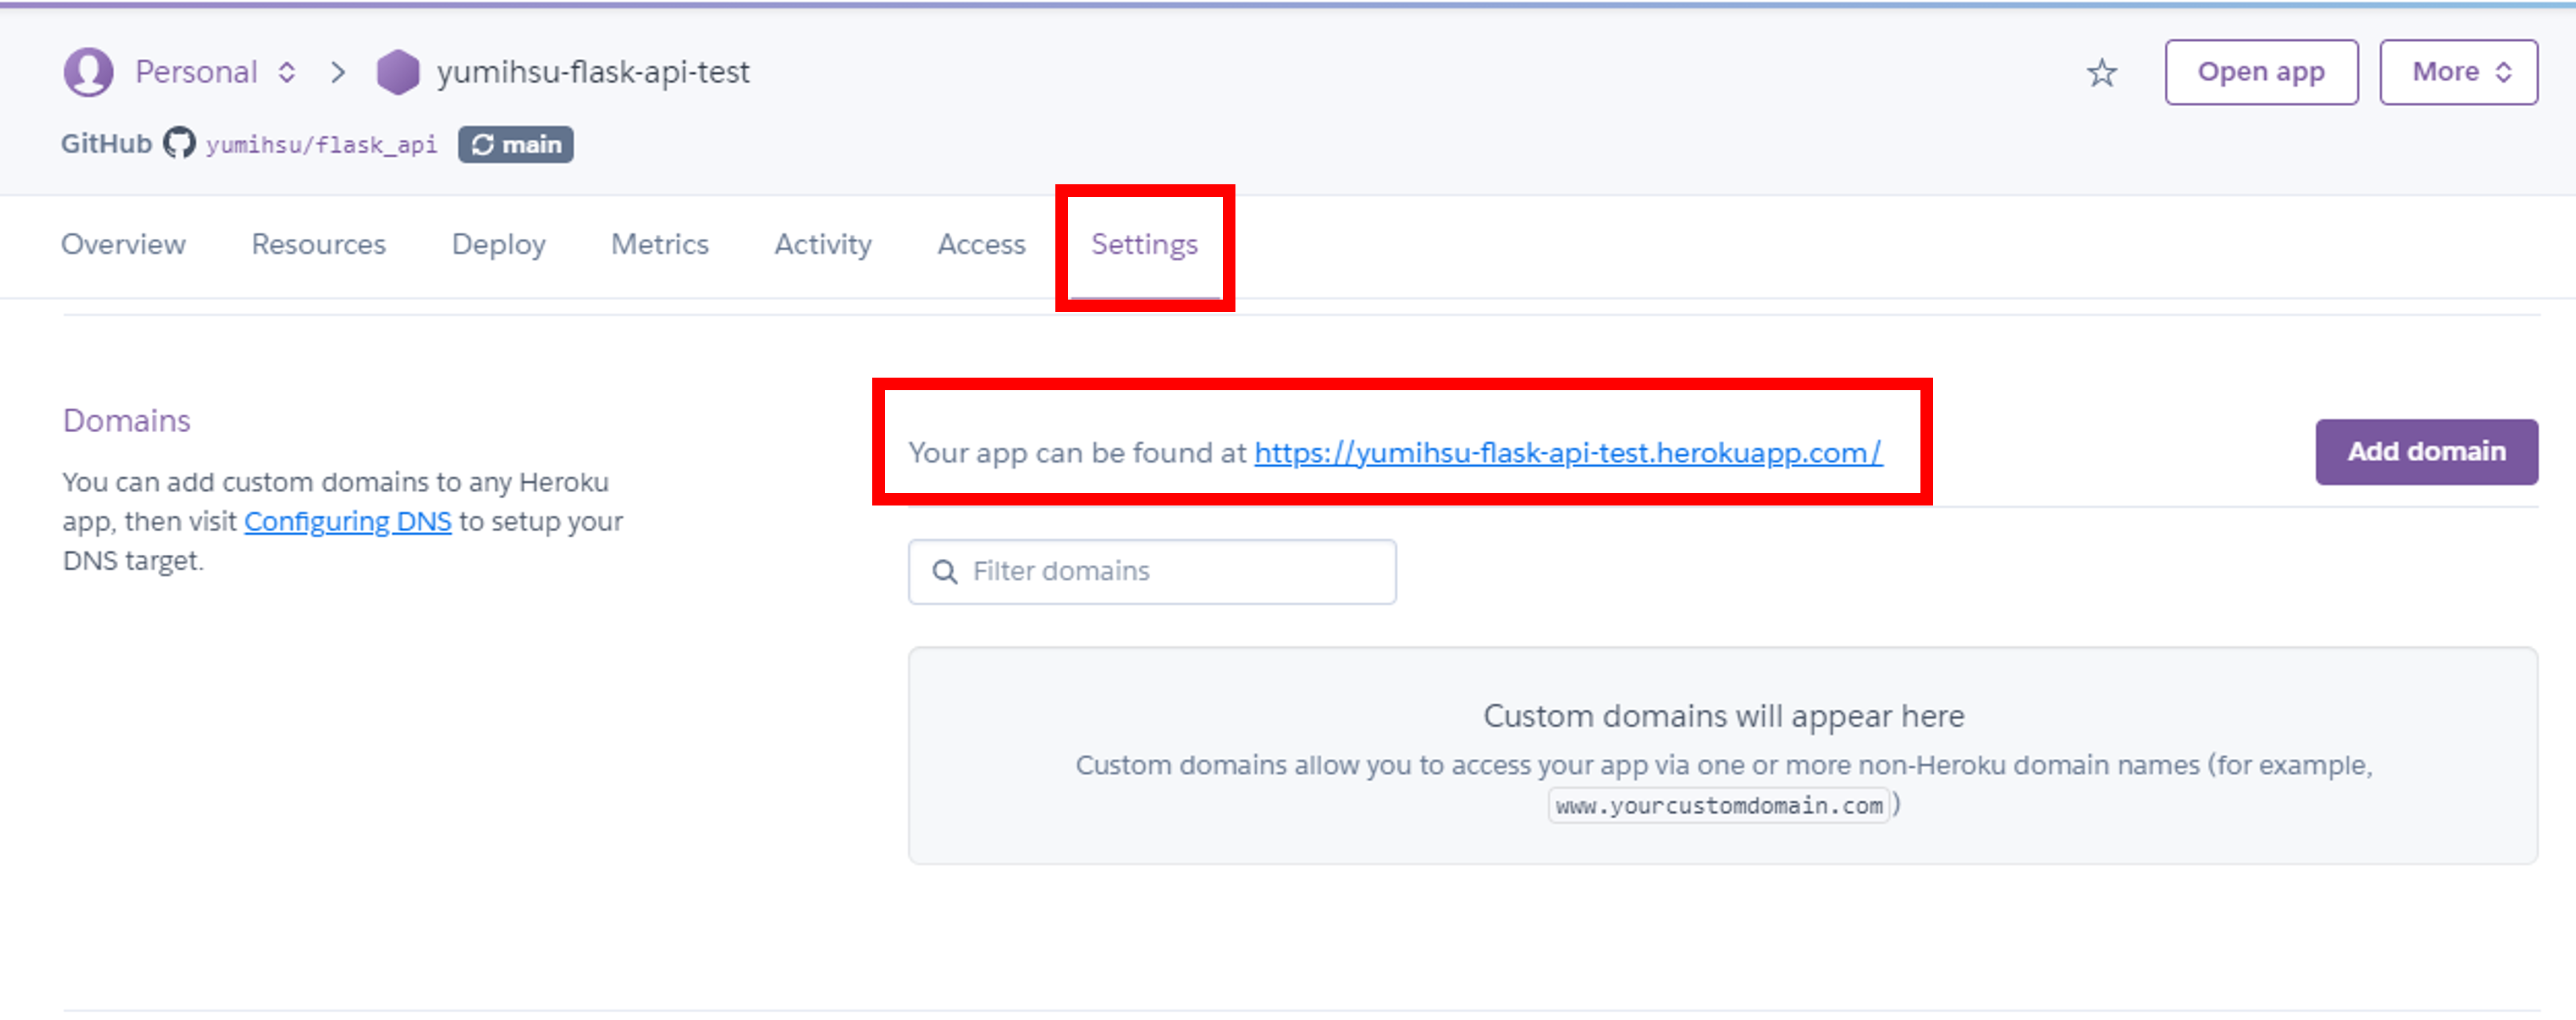 Personal > yumihsu-flask-api-test
Open app
More
GitHub yumihsu/flask_api main
Overview Resources Deploy Metrics Activity Access Settings
Domains
You can add custom domains to any Heroku
app, then visit Configuring DNS to setup your
DNS target.
Your app can be found at https://yumihsu-flask-api-test.herokuapp.com/
Add domain
Filter domains
Custom domains will appear here
Custom domains allow you to access your app via one or more non-Heroku domain names (for example,
www.yourcustomdomain.com)